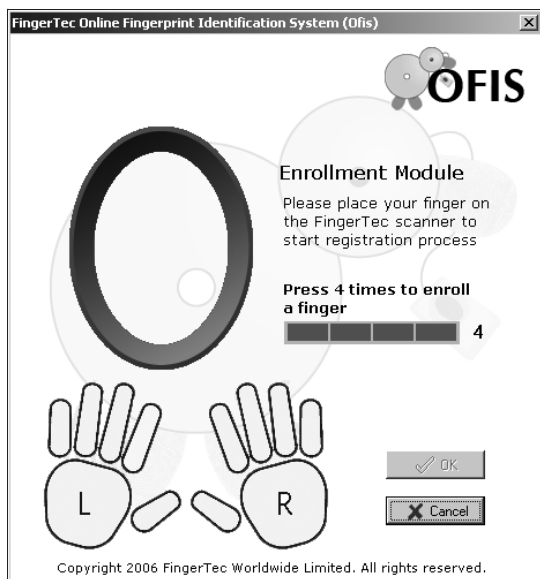 FingerTec Online Fingerprint Identification System (Ofis)
OFIS
Enrollment Module
Please place your finger on
the FingerTec scanner to
start registration process
Press 4 times to enroll
a finger
4
L
R
OK
Cancel
Copyright 2006 FingerTec Worldwide Limited. All rights reserved.